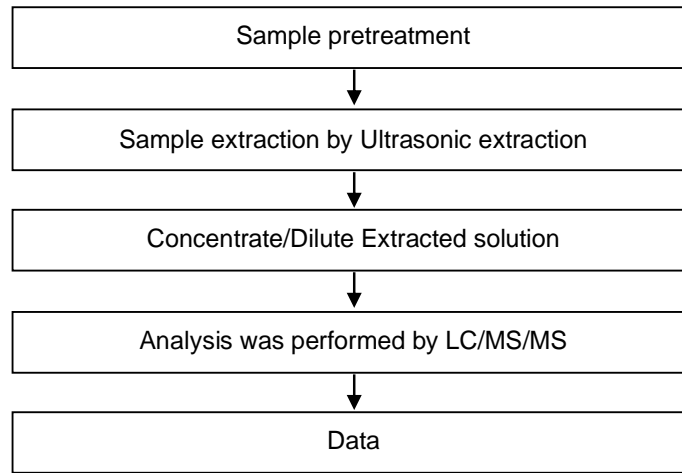 Sample pretreatment
Sample extraction by Ultrasonic extraction
Concentrate/Dilute Extracted solution
Analysis was performed by LC/MS/MS
Data